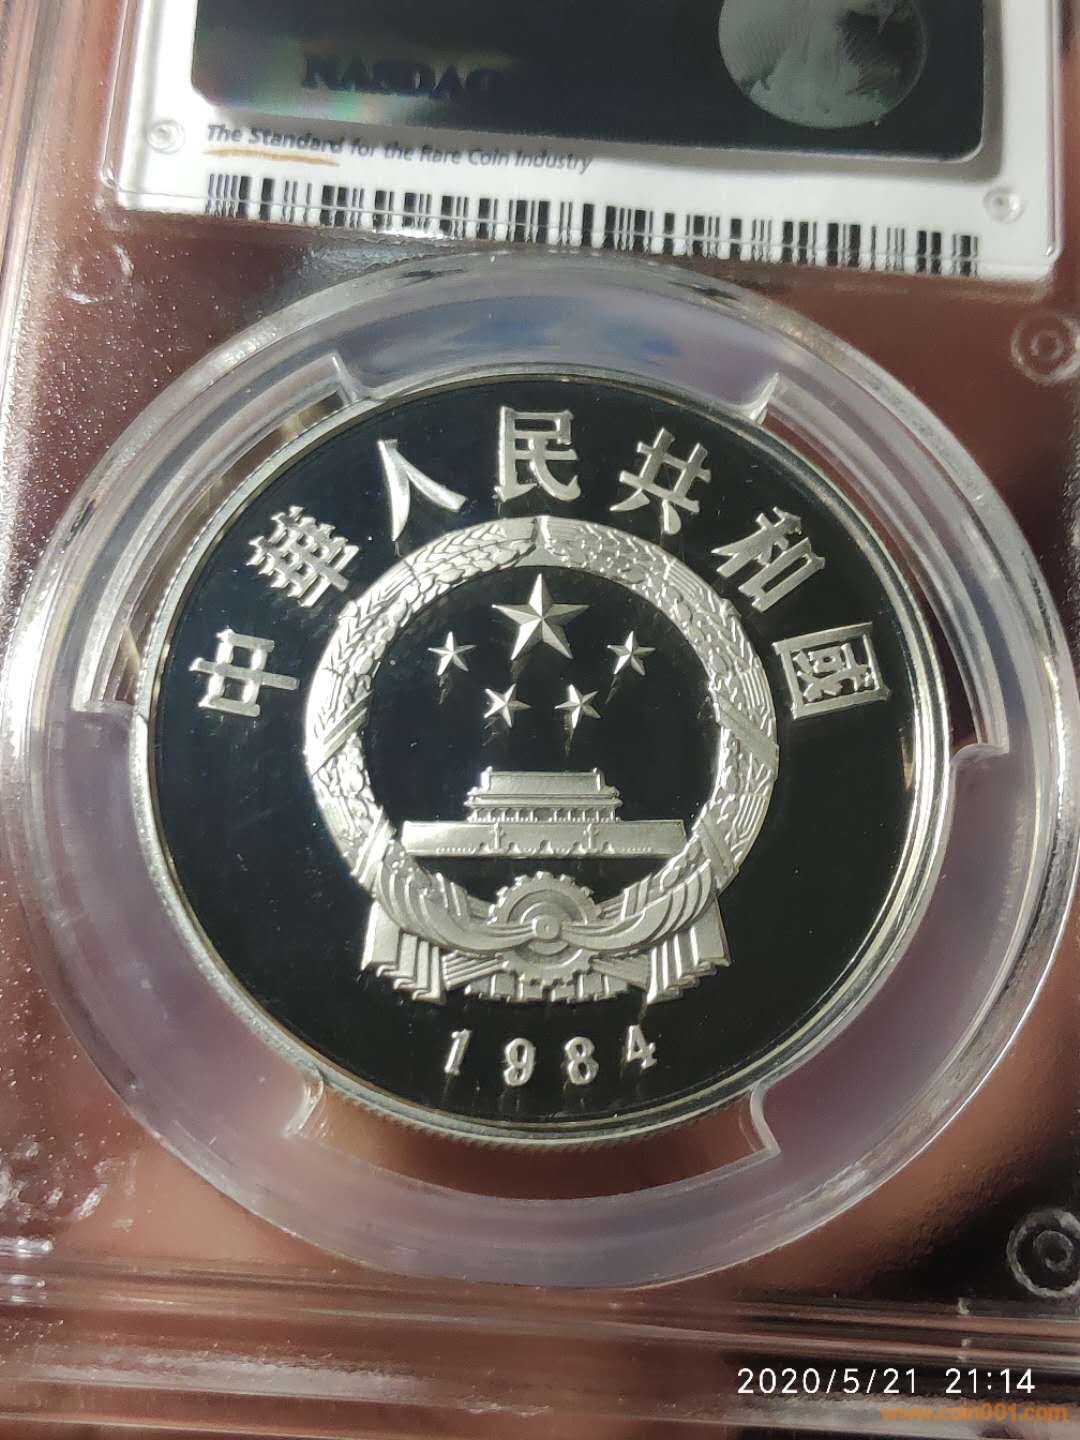 NASDAQ
The Standard for the Rare Coin Industry
中華人民共和國
1984
2020/5/21 21:14
www.coin001.com